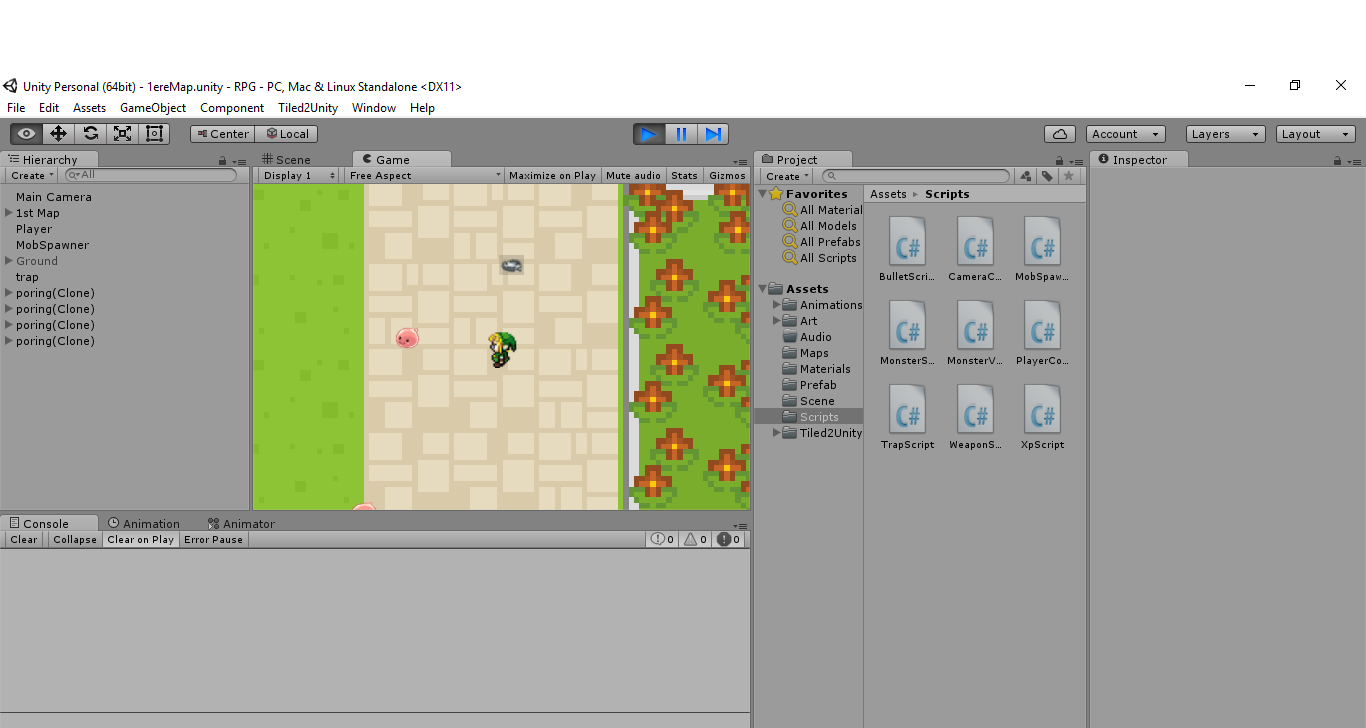 Unity Personal (64bit) - 1ereMap.unity - RPG - PC, Mac & Linux Standalone <DX11>
File Edit Assets GameObject Component Tiled2Unity Window Help
Center Local Account Layers Layout
Hierarchy
Create All
Main Camera
1st Map
Player
MobSpawner
Ground
trap
poring(Clone)
poring(Clone)
poring(Clone)
poring(Clone)
Scene Game
Display 1 Free Aspect Maximize on Play Mute audio Stats Gizmos
Console Animation Animator
Clear Collapse Clear on Play Error Pause 0 0 0
Project
Create
Favorites
All Material
All Models
All Prefabs
All Scripts
Assets
Animations
Art
Audio
Maps
Materials
Prefab
Scene
Scripts
Tiled2Unity
Assets Scripts
C# C# C#
BulletScri... CameraC... MobSpaw...
C# C# C#
MonsterS... MonsterV... PlayerCo...
C# C# C#
TrapScript WeaponS... XpScript
Inspector